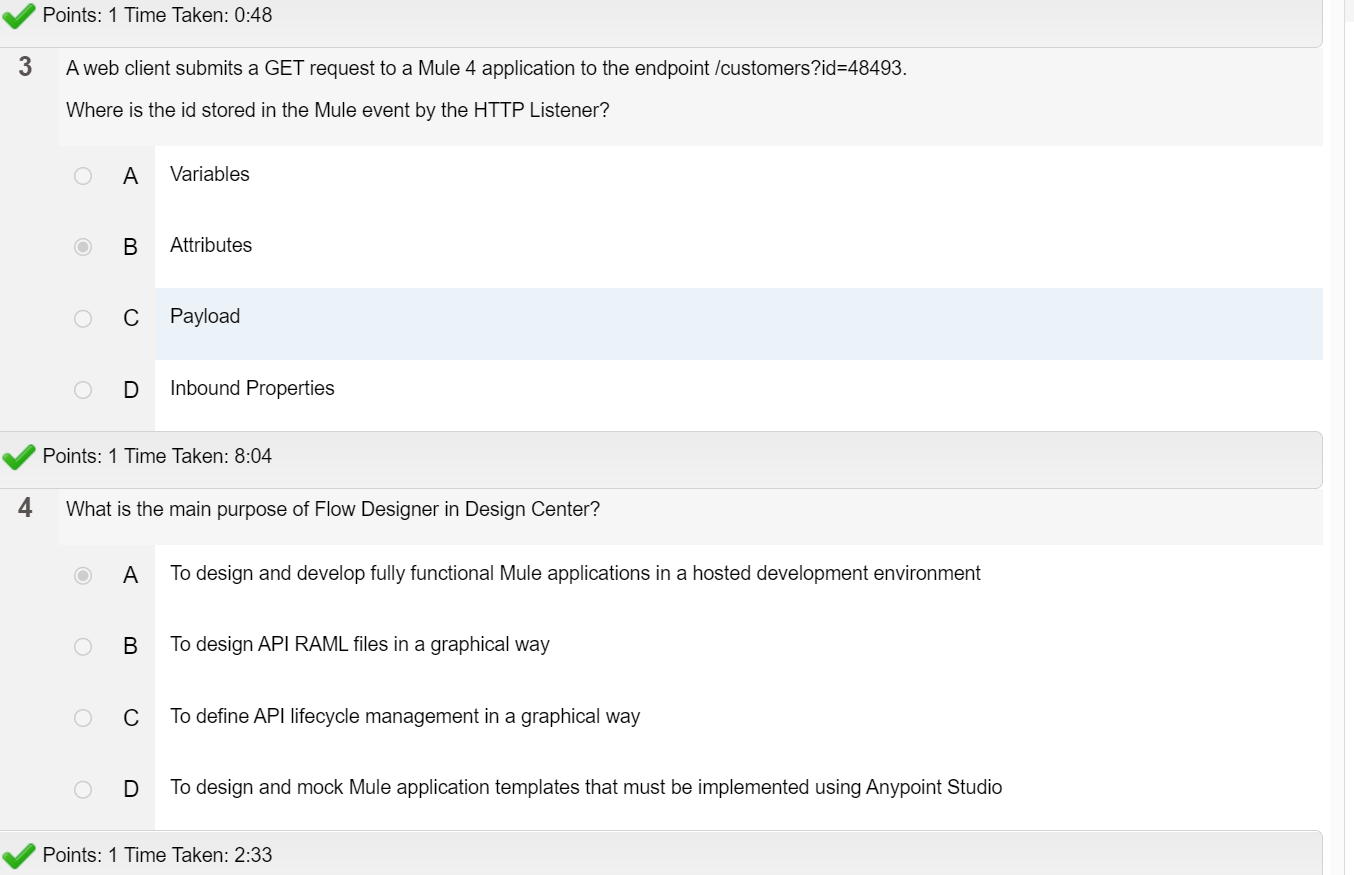 Points: 1 Time Taken: 0:48
3 A web client submits a GET request to a Mule 4 application to the endpoint /customers?id=48493.
Where is the id stored in the Mule event by the HTTP Listener?
A Variables
B Attributes
C Payload
D Inbound Properties
Points: 1 Time Taken: 8:04
4 What is the main purpose of Flow Designer in Design Center?
A To design and develop fully functional Mule applications in a hosted development environment
B To design API RAML files in a graphical way
C To define API lifecycle management in a graphical way
D To design and mock Mule application templates that must be implemented using Anypoint Studio
Points: 1 Time Taken: 2:33